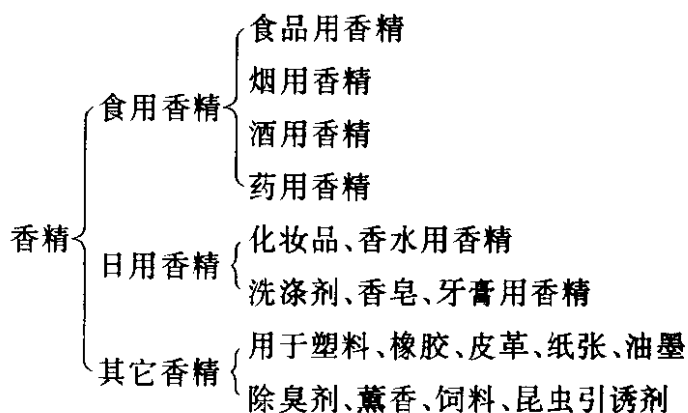 食品用香精
烟用香精
食用香精
酒用香精
药用香精
香精
化妆品、香水用香精
日用香精
洗涤剂、香皂、牙膏用香精
用于塑料、橡胶、皮革、纸张、油墨
其它香精
除臭剂、薰香、饲料、昆虫引诱剂